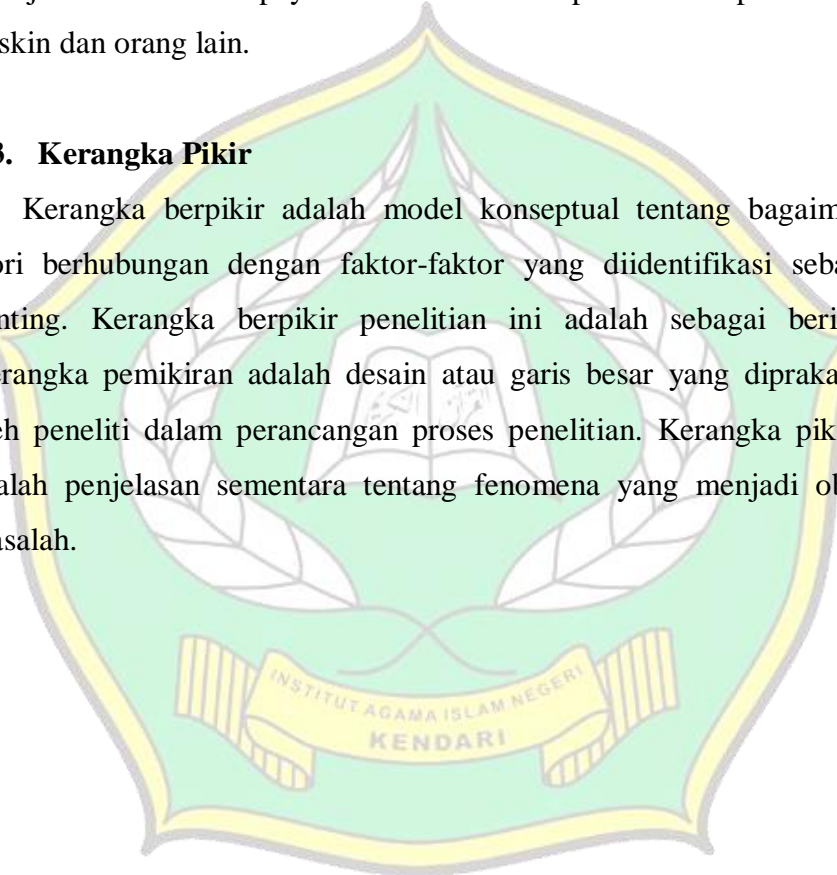 skin dan orang lain.
3. Kerangka Pikir
Kerangka berpikir adalah model konseptual tentang bagaim
ori berhubungan dengan faktor-faktor yang diidentifikasi seba
nting. Kerangka berpikir penelitian ini adalah sebagai beri
erangka pemikiran adalah desain atau garis besar yang dipraka
eh peneliti dalam perancangan proses penelitian. Kerangka pik
alah penjelasan sementara tentang fenomena yang menjadi ob
asalah.
INSTITUT AGAMA ISLAM NEGERI
KENDARI